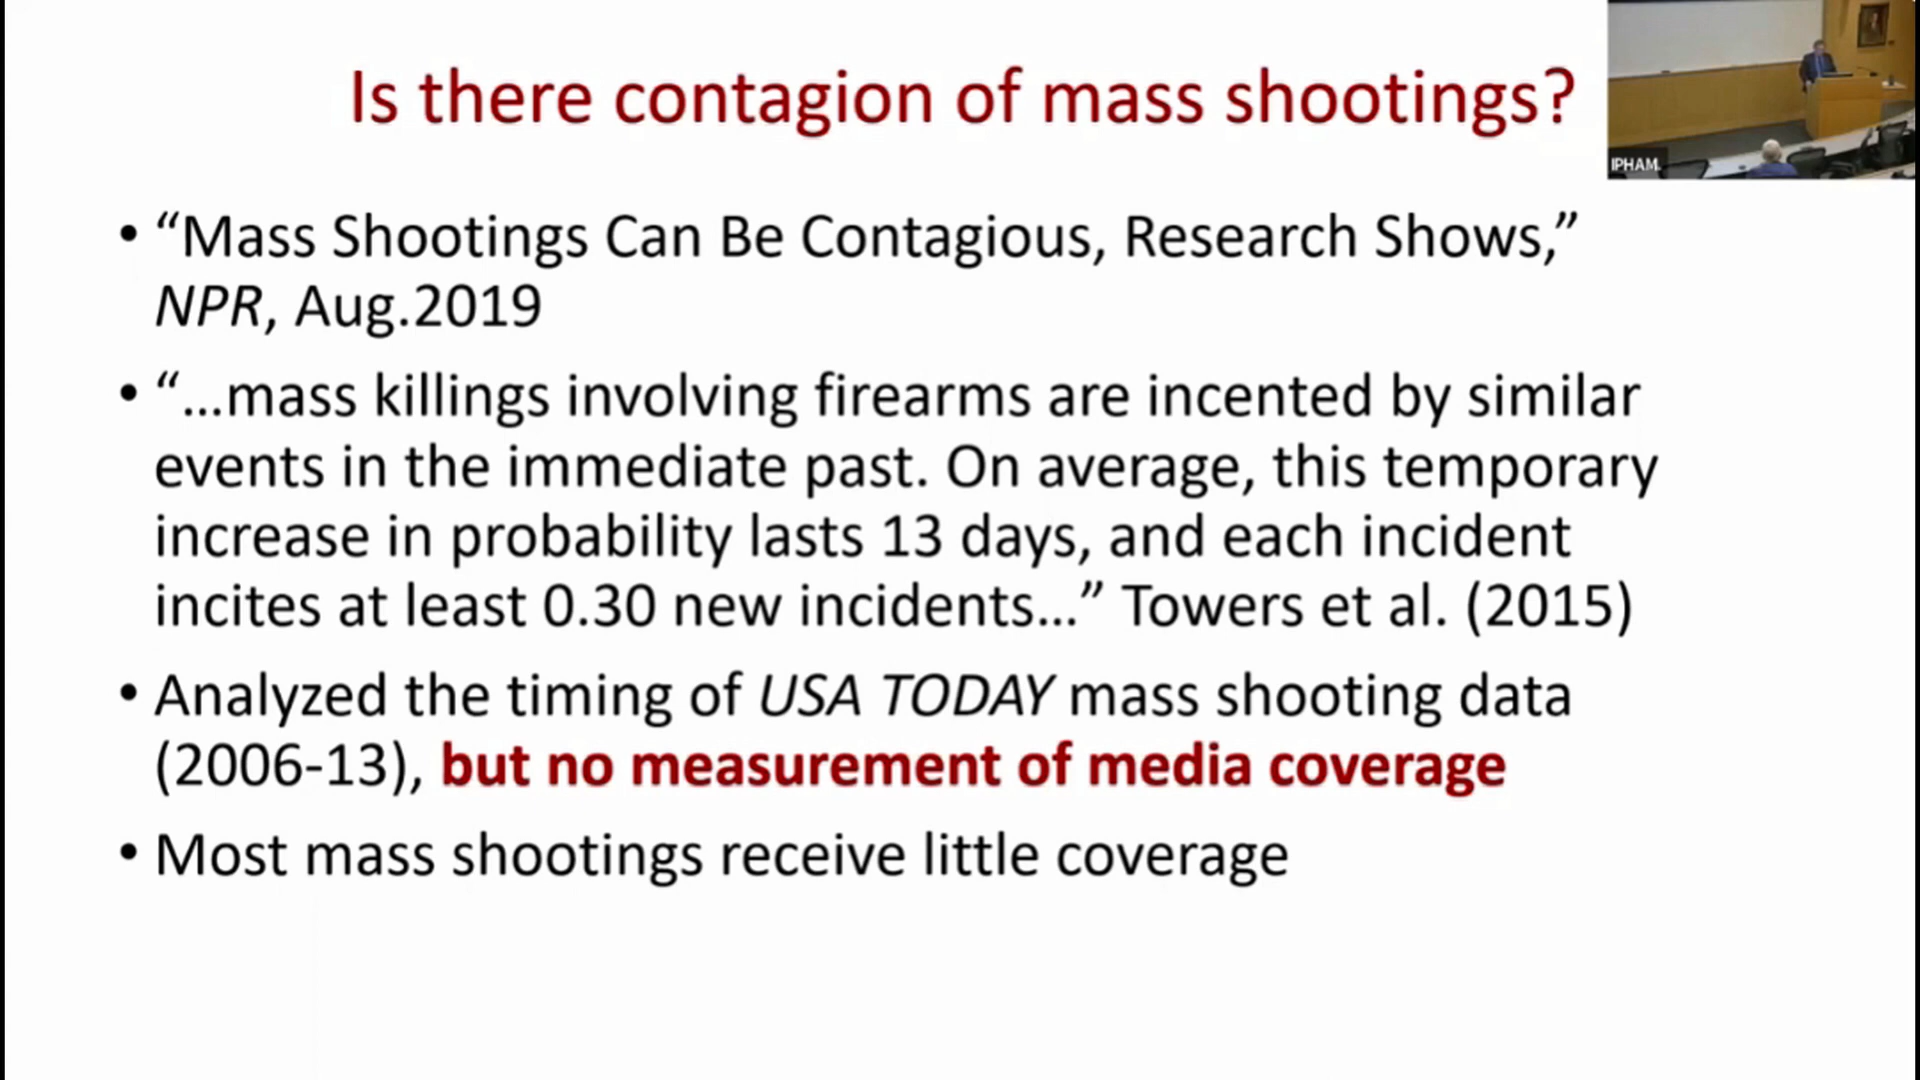 Is there contagion of mass shootings?
IPHAM
• “Mass Shootings Can Be Contagious, Research Shows,”
NPR, Aug.2019
• “...mass killings involving firearms are incented by similar
events in the immediate past. On average, this temporary
increase in probability lasts 13 days, and each incident
incites at least 0.30 new incidents...” Towers et al. (2015)
• Analyzed the timing of USA TODAY mass shooting data
(2006-13), but no measurement of media coverage
• Most mass shootings receive little coverage